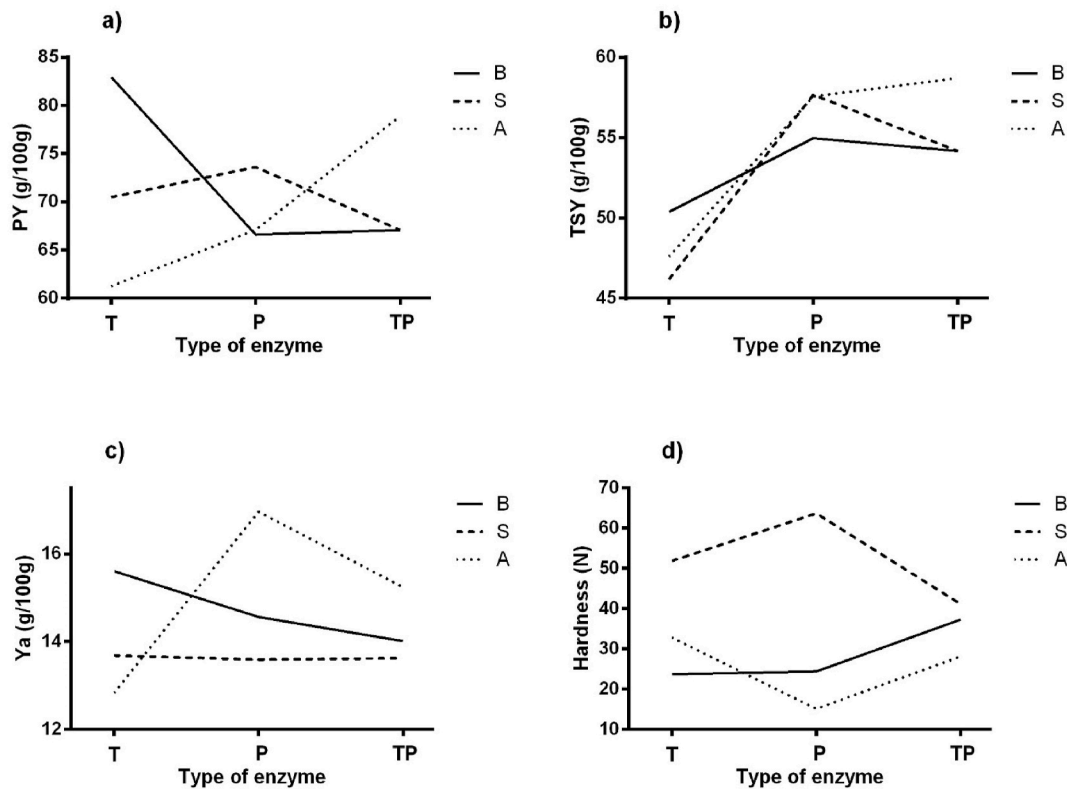 a)
85
80
75
70
65
60
PY (g/100g)
T P TP
Type of enzyme
B
S
A
b)
60
55
50
45
TSY (g/100g)
T P TP
Type of enzyme
B
S
A
c)
16
14
12
Ya (g/100g)
T P TP
Type of enzyme
B
S
A
d)
70
60
50
40
30
20
10
Hardness (N)
T P TP
Type of enzyme
B
S
A